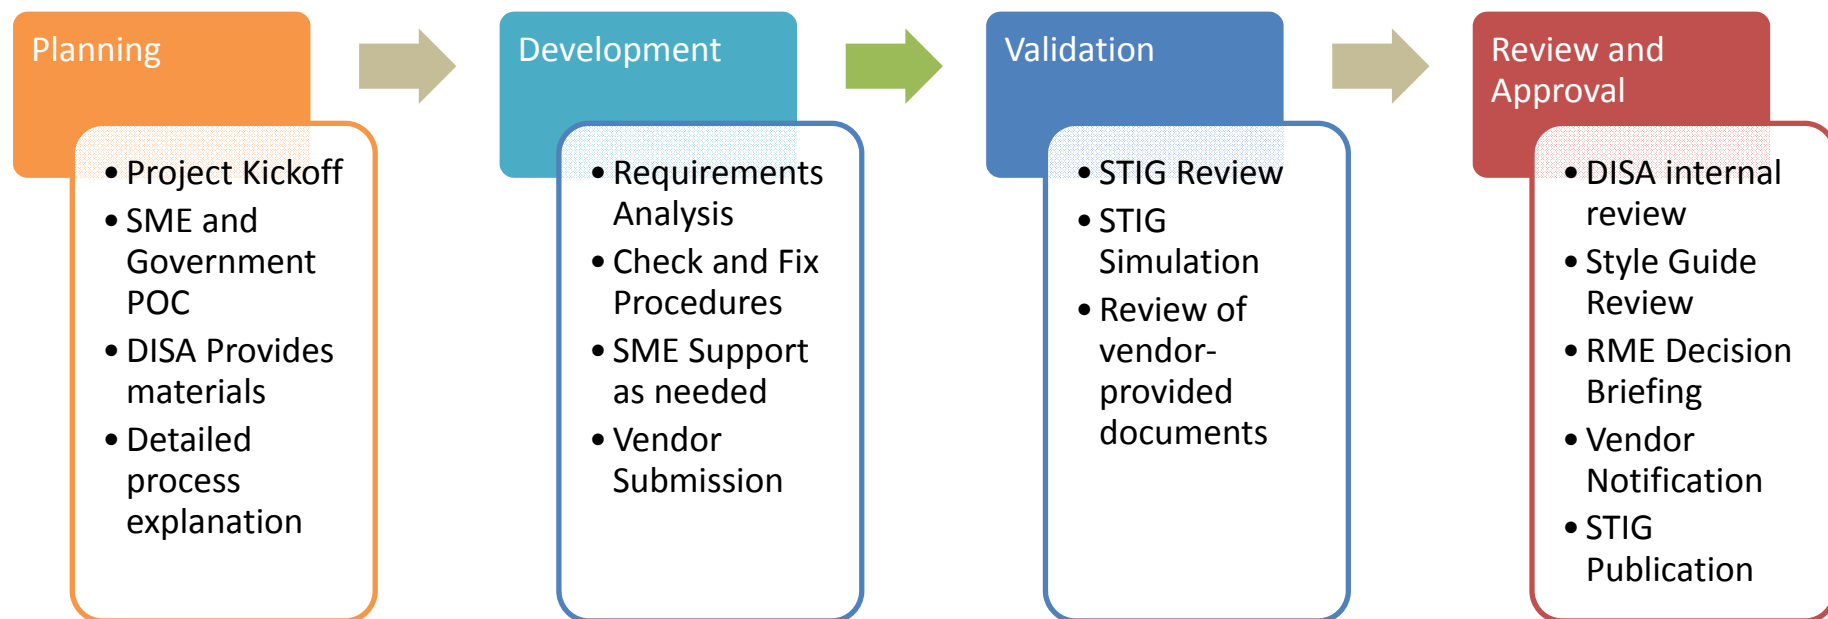 Planning
• Project Kickoff
• SME and
Government
POC
• DISA Provides
materials
• Detailed
process
explanation
Development
• Requirements
Analysis
• Check and Fix
Procedures
• SME Support
as needed
• Vendor
Submission
Validation
• STIG Review
• STIG
Simulation
• Review of
vendor-
provided
documents
Review and
Approval
• DISA internal
review
• Style Guide
Review
• RME Decision
Briefing
• Vendor
Notification
• STIG
Publication